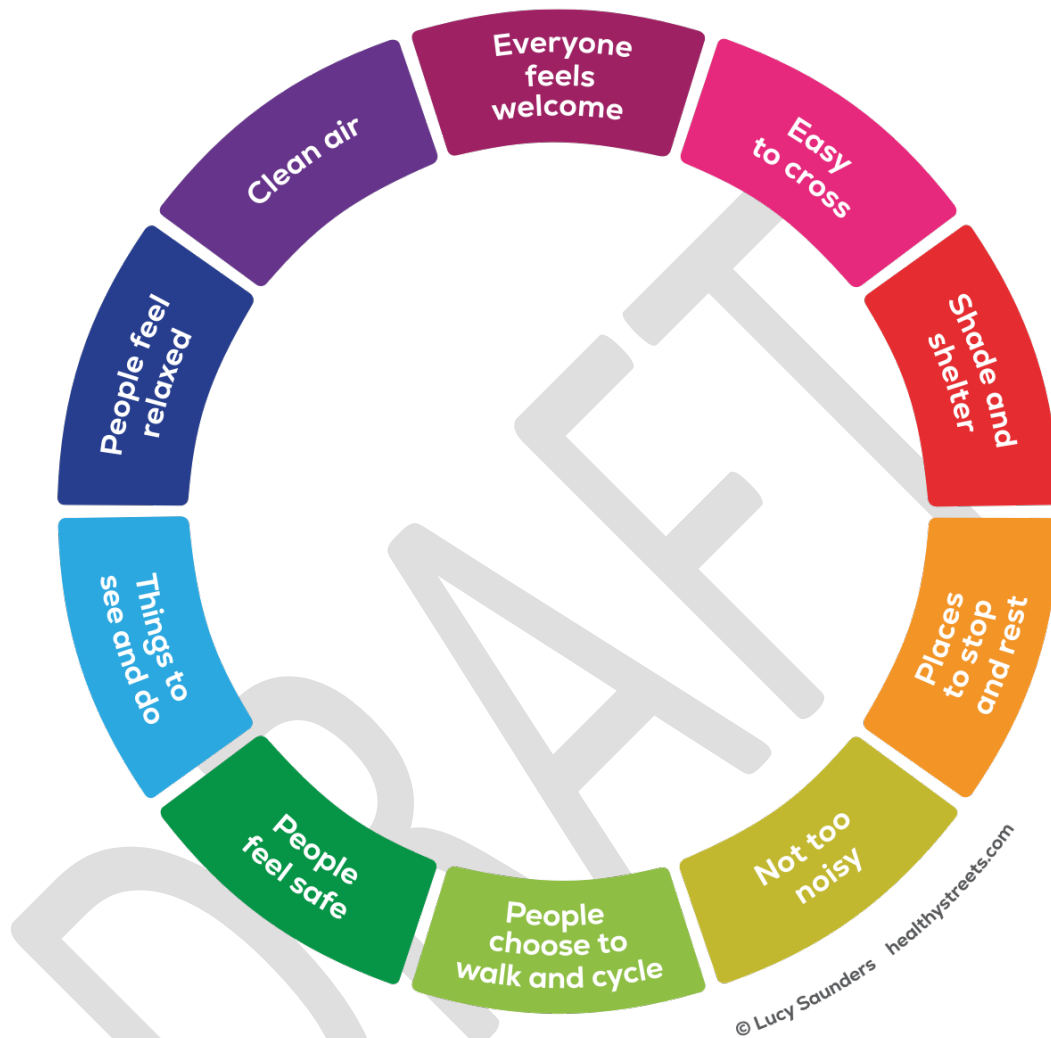 Everyone
feels
welcome
Easy
to cross
Shade and
shelter
Places
to stop
and rest
Not too
noisy
People
choose to
walk and cycle
People
feel safe
Things to
see and do
People feel
relaxed
Clean air
DRAFT
© Lucy Saunders healthystreets.com